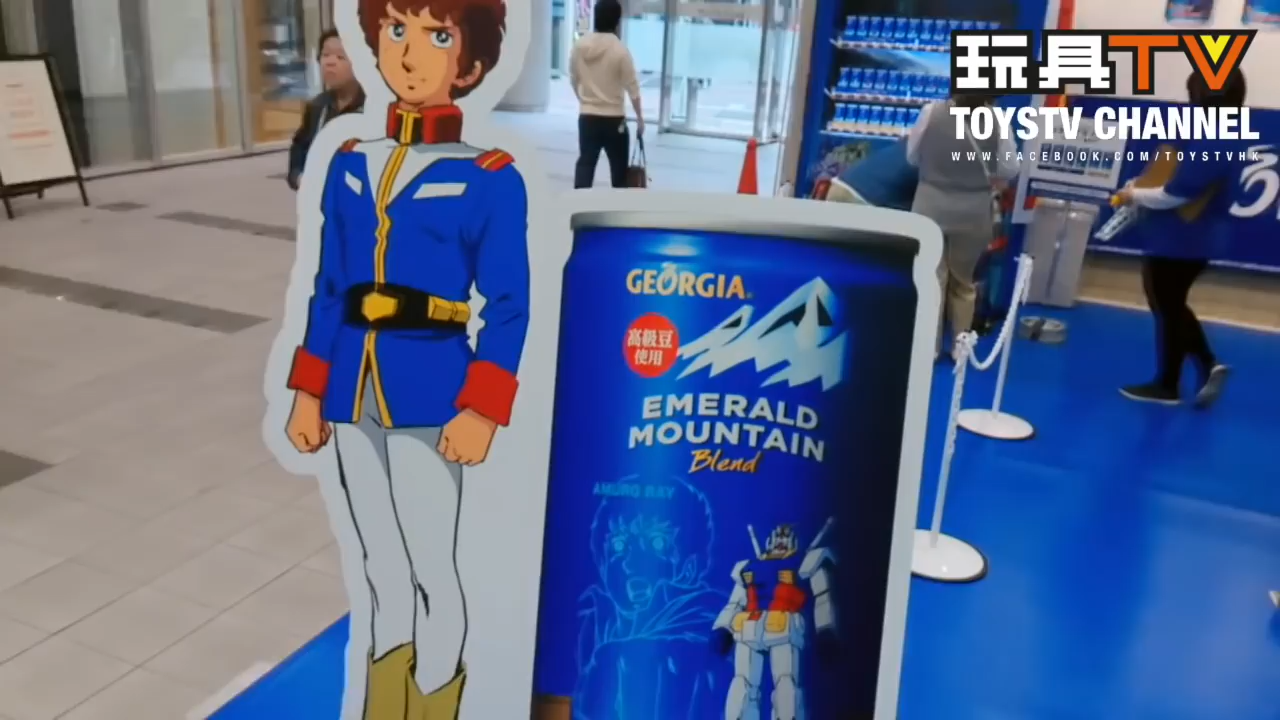 玩具TV
TOYSTV CHANNEL
WWW.FACEBOOK.COM/TOYSTVHK
GEORGIA
高級豆
使用
EMERALD
MOUNTAIN
Blend
AMURO RAY